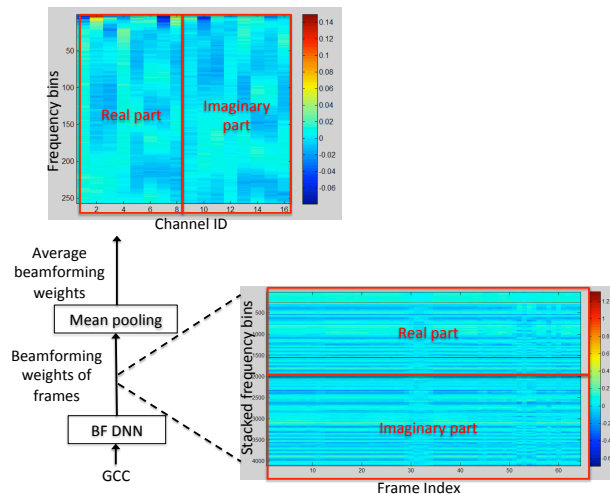 0.14
0.12
0.1
0.08
0.06
0.04
0.02
0
-0.02
-0.04
-0.06
Frequency bins
50
100
150
200
250
Real part
Imaginary
part
2 4 6 8 10 12 14 16
Channel ID
Average
beamforming
weights
Mean pooling
Beamforming
weights of
frames
BF DNN
GCC
Stacked frequency bins
500
1000
1500
2000
2500
3000
3500
4000
Real part
Imaginary part
10 20 30 40 50 60
Frame Index
1.2
1
0.8
0.6
0.4
0.2
0
-0.2
-0.4
-0.6